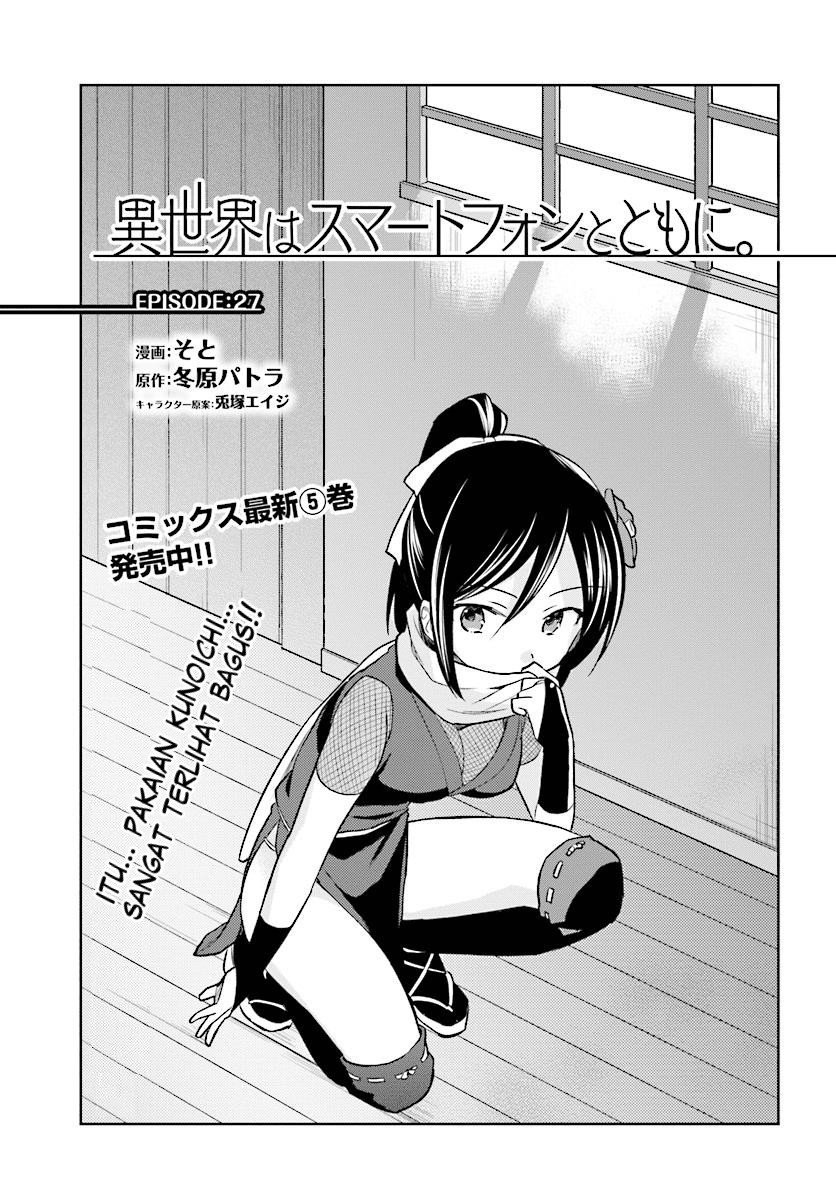 異世界はスマートフォンとともに。
EPISODE:27
漫画:そと
原作:冬原パトラ
キャラクター原案:兎塚エイジ
コミックス最新⑤巻
発売中!!
ITU... PAKAIAN KUNOICHI...
SANGAT TERLIHAT BAGUS!!